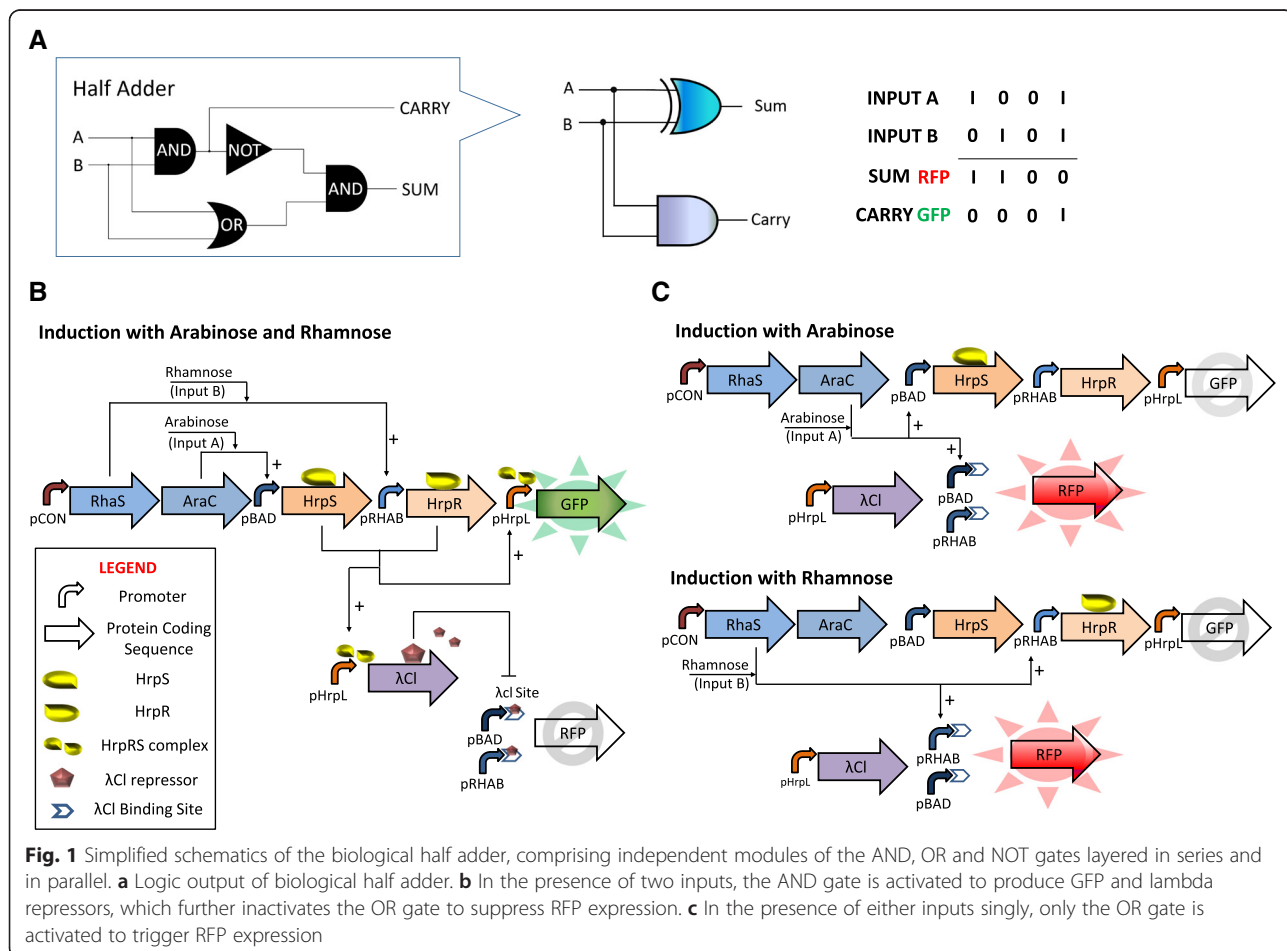 A
Half Adder
A
B
AND
NOT
OR
AND
CARRY
SUM
A
B
Sum
Carry
INPUT A I 0 0 I
INPUT B 0 I 0 I
SUM RFP I I 0 0
CARRY GFP 0 0 0 I
B
Induction with Arabinose and Rhamnose
Rhamnose
(Input B)
Arabinose
(Input A)
+
+
pCON
RhaS
AraC
pBAD
HrpS
pRHAB
HrpR
pHrpL
GFP
+
+
pHrpL
λCI
λcl Site
pBAD
pRHAB
RFP
LEGEND
Promoter
Protein Coding
Sequence
HrpS
HrpR
HrpRS complex
λCI repressor
λCI Binding Site
C
Induction with Arabinose
pCON
RhaS
AraC
pBAD
HrpS
pRHAB
HrpR
pHrpL
GFP
Arabinose
(Input A)
+
+
pHrpL
λCI
pBAD
pRHAB
RFP
Induction with Rhamnose
pCON
RhaS
AraC
pBAD
HrpS
pRHAB
HrpR
pHrpL
GFP
Rhamnose
(Input B)
+
+
pHrpL
λCI
pRHAB
pBAD
RFP
Fig. 1 Simplified schematics of the biological half adder, comprising independent modules of the AND, OR and NOT gates layered in series and
in parallel. a Logic output of biological half adder. b In the presence of two inputs, the AND gate is activated to produce GFP and lambda
repressors, which further inactivates the OR gate to suppress RFP expression. c In the presence of either inputs singly, only the OR gate is
activated to trigger RFP expression